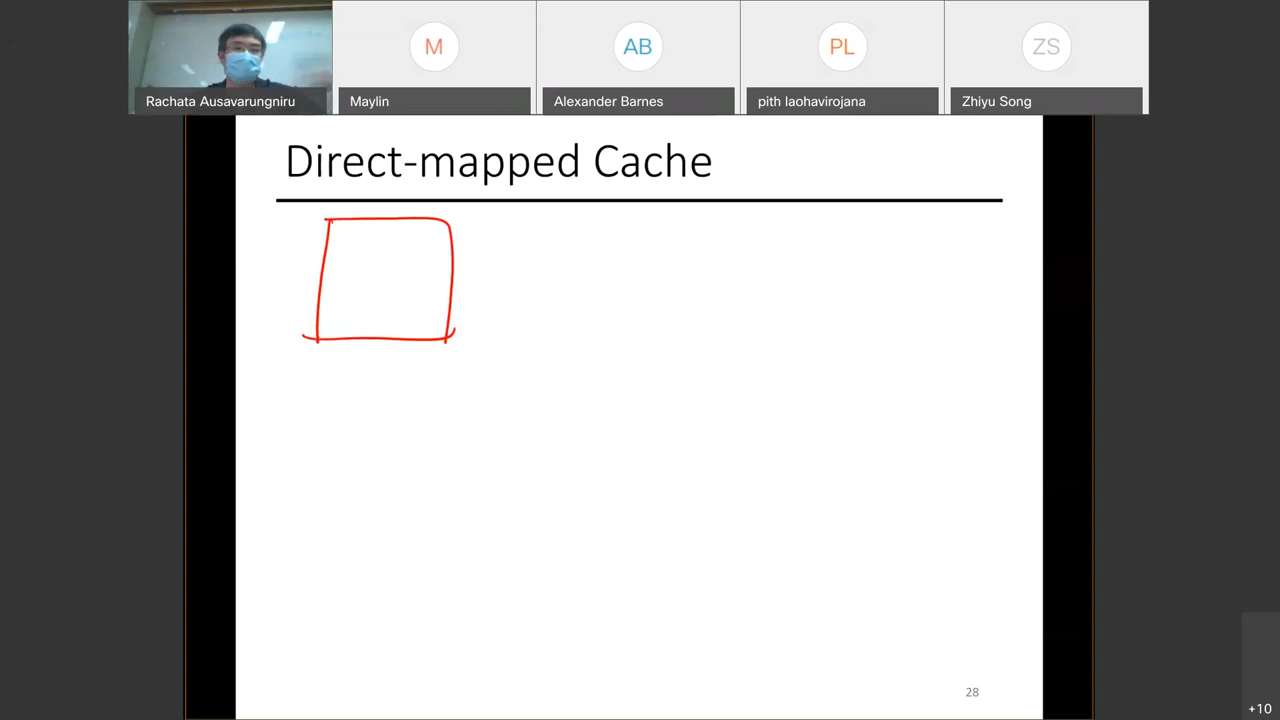 M
AB
PL
ZS
Rachata Ausavarungniru
Maylin
Alexander Barnes
pith laohavirojana
Zhiyu Song
Direct-mapped Cache
28
+10